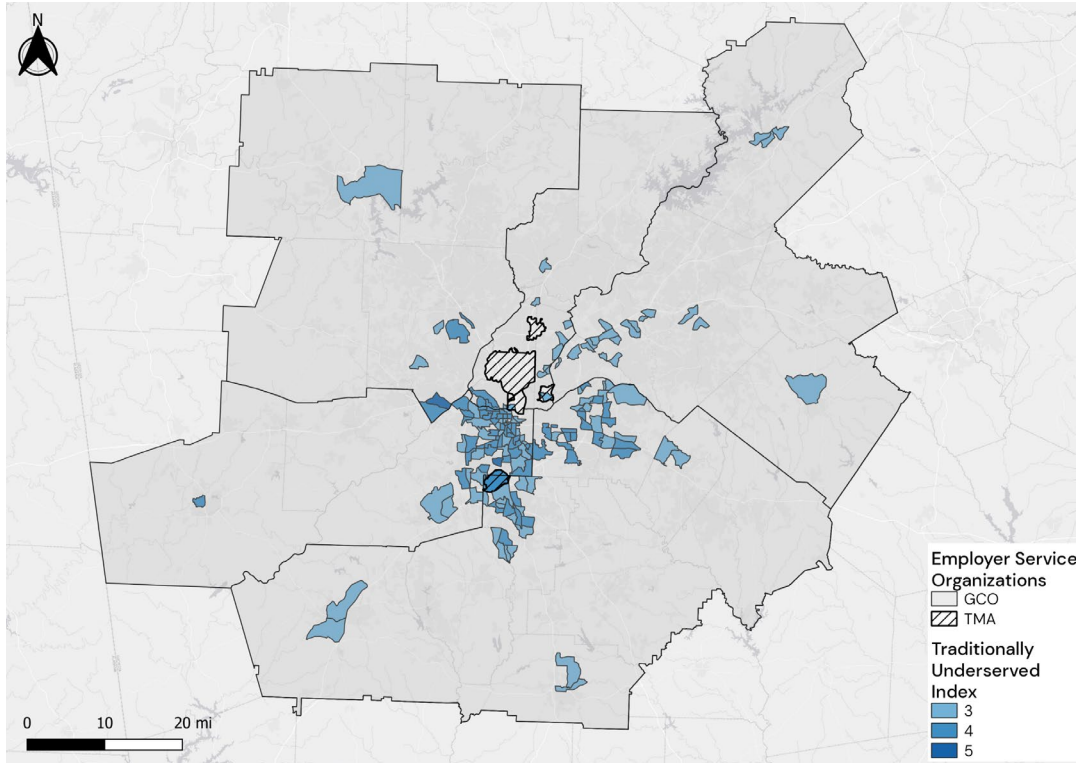 N
0 10 20 mi
Employer Service
Organizations
GCO
TMA
Traditionally
Underserved
Index
3
4
5